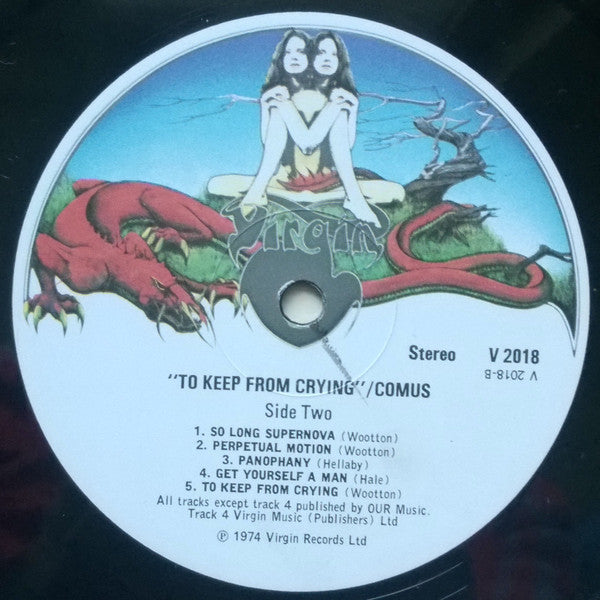 Virgin
Stereo V 2018
V 2018-B
"TO KEEP FROM CRYING"/COMUS
Side Two
1. SO LONG SUPERNOVA (Wootton)
2. PERPETUAL MOTION (Wootton)
3. PANOPHANY (Hellaby)
4. GET YOURSELF A MAN (Hale)
5. TO KEEP FROM CRYING (Wootton)
All tracks except track 4 published by OUR Music.
Track 4 Virgin Music (Publishers) Ltd
℗ 1974 Virgin Records Ltd